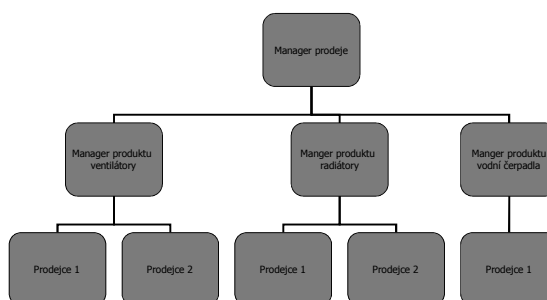 Manager prodeje
Manager produktu
ventilátory
Manger produktu
radiátory
Manger produktu
vodní čerpadla
Prodejce 1
Prodejce 2
Prodejce 1
Prodejce 2
Prodejce 1